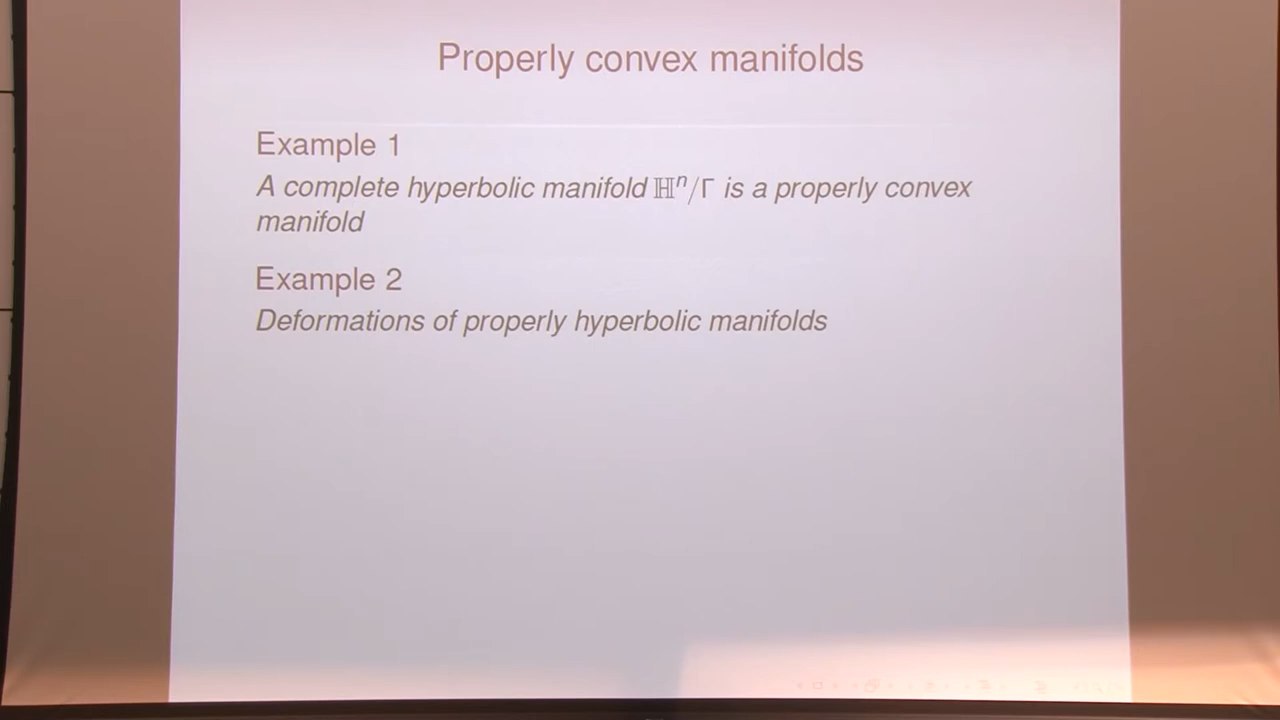 Properly convex manifolds
Example 1
A complete hyperbolic manifold ℍⁿ/Γ is a properly convex
manifold
Example 2
Deformations of properly hyperbolic manifolds